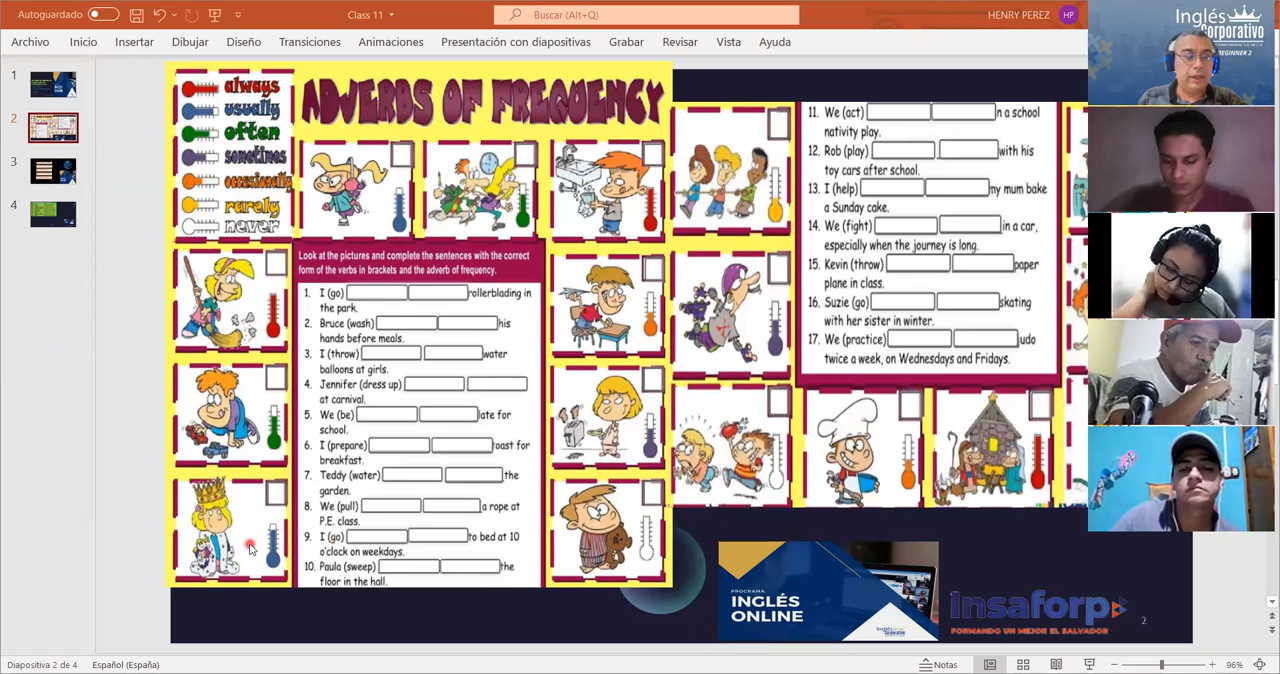 Autoguardado
Class 11
Buscar (Alt+Q)
HENRY PEREZ
HP
Archivo
Inicio
Insertar
Dibujar
Diseño
Transiciones
Animaciones
Presentación con diapositivas
Grabar
Revisar
Vista
Ayuda
Inglés
Corporativo
BEGINNER 2
1
2
3
4
always
usually
often
sometimes
occasionally
rarely
never
ADVERBS OF FREQUENCY
Look at the pictures and complete the sentences with the correct
form of the verbs in brackets and the adverb of frequency.
1. I (go) rollerblading in
the park.
2. Bruce (wash) his
hands before meals.
3. I (throw) water
balloons at girls.
4. Jennifer (dress up)
at carnival.
5. We (be) late for
school.
6. I (prepare) toast for
breakfast.
7. Teddy (water) the
garden.
8. We (pull) a rope at
P.E. class.
9. I (go) to bed at 10
o'clock on weekdays.
10. Paula (sweep) the
floor in the hall.
11. We (act) n a school
nativity play.
12. Rob (play) with his
toy cars after school.
13. I (help) my mum bake
a Sunday cake.
14. We (fight) in a car,
especially when the journey is long.
15. Kevin (throw) paper
plane in class.
16. Suzie (go) skating
with her sister in winter.
17. We (practice) udo
twice a week, on Wednesdays and Fridays.
PROGRAMA
INGLÉS
ONLINE
Inglés
Corporativo
Insaforp
FORMANDO UN MEJOR EL SALVADOR
2
Diapositiva 2 de 4
Español (España)
Notas
96%